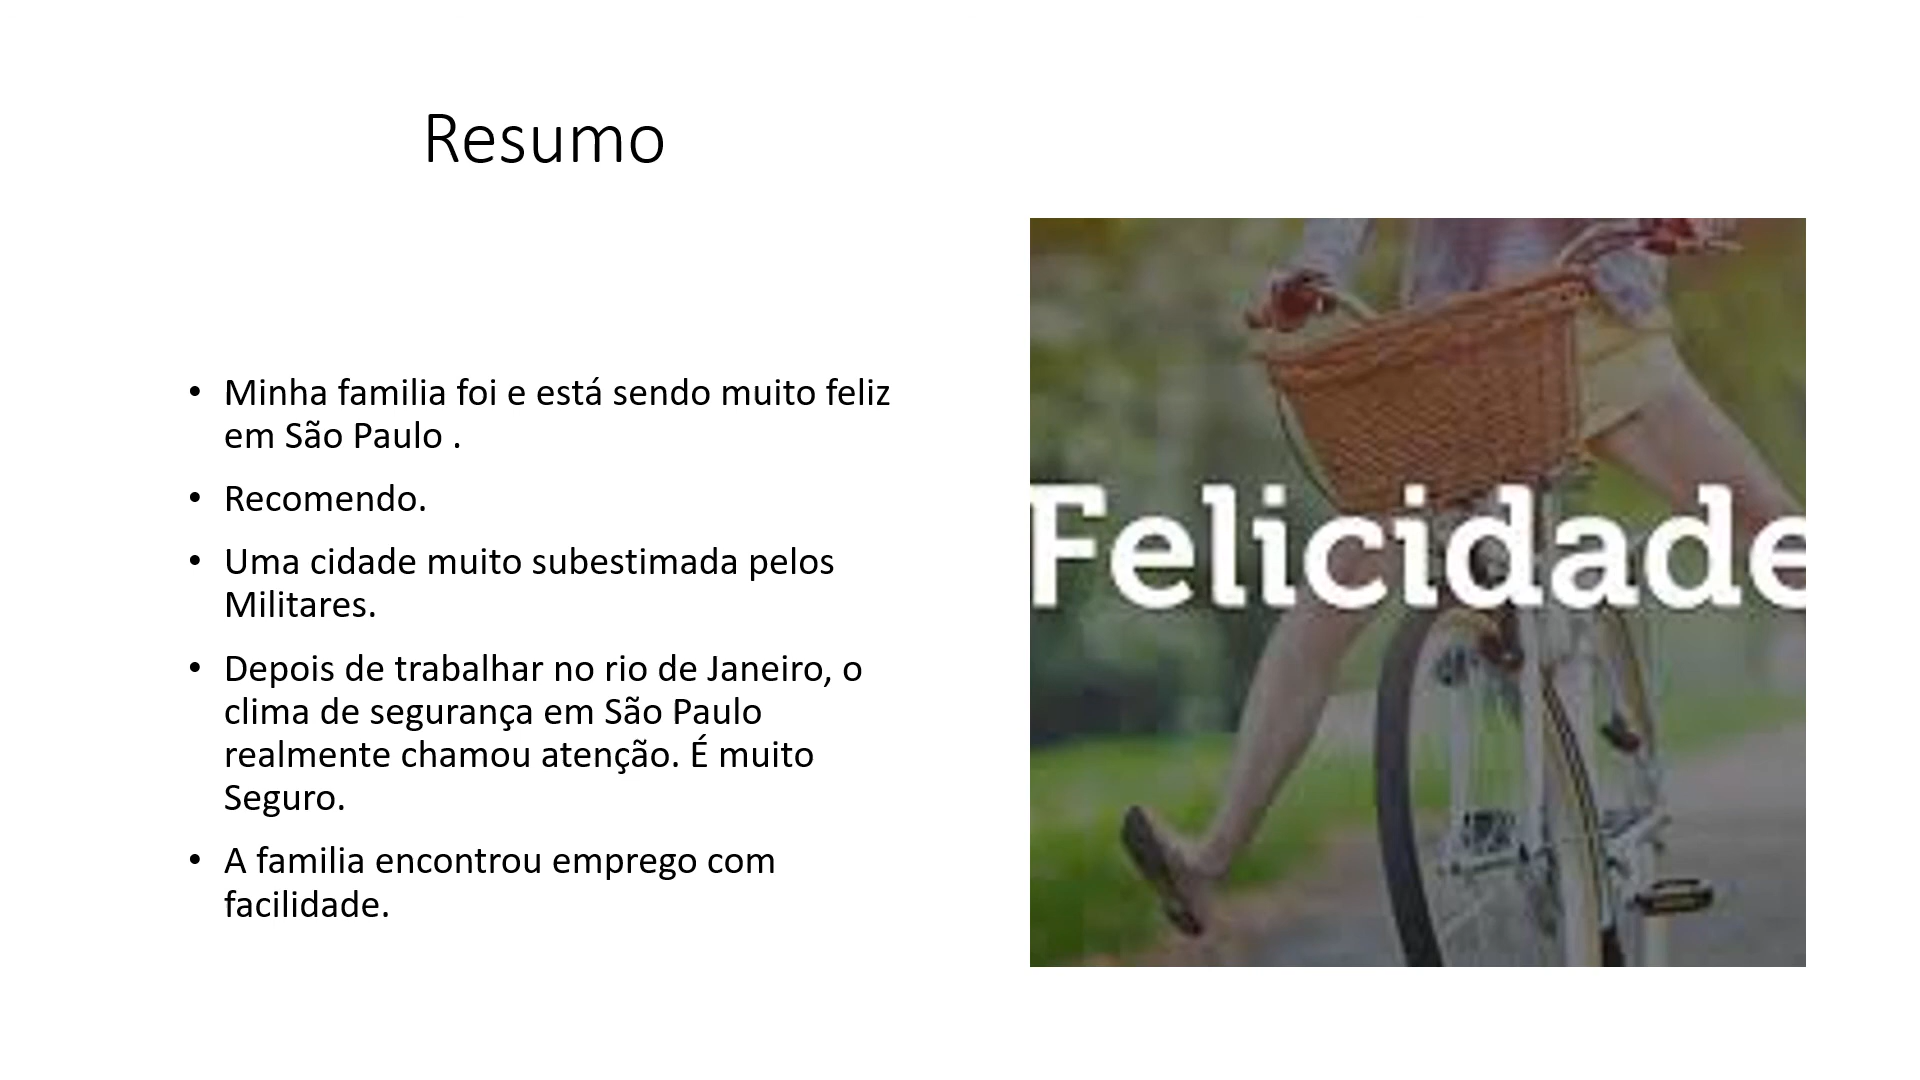 Resumo
• Minha familia foi e está sendo muito feliz
em São Paulo .
• Recomendo.
• Uma cidade muito subestimada pelos
Militares.
• Depois de trabalhar no rio de Janeiro, o
clima de segurança em São Paulo
realmente chamou atenção. É muito
Seguro.
• A familia encontrou emprego com
facilidade.
Felicidade